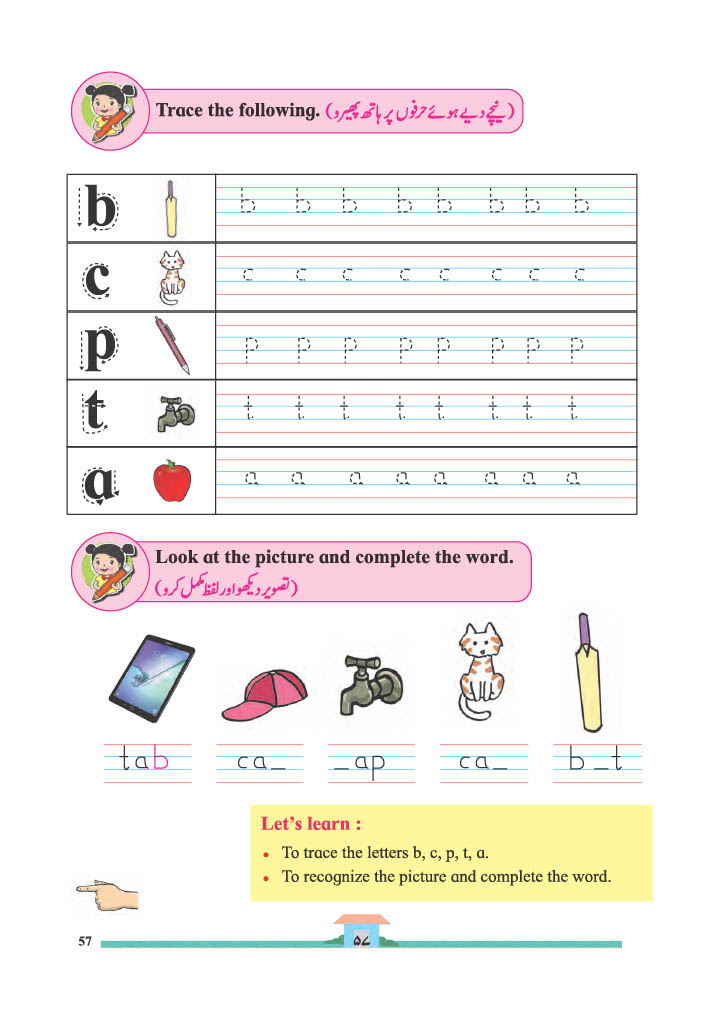 Trace the following. (نیچے دیے ہوئے حرفوں پر ہاتھ پھیرو)
b b b b b b b b b
c c c c c c c c c
p p p p p p p p p
t t t t t t t t t
a a a a a a a a a
Look at the picture and complete the word.
(تصویر دیکھو اور لفظ مکمل کرو)
tab ca_ _ap ca_ b_t
Let's learn :
• To trace the letters b, c, p, t, a.
• To recognize the picture and complete the word.
57 ۵۷